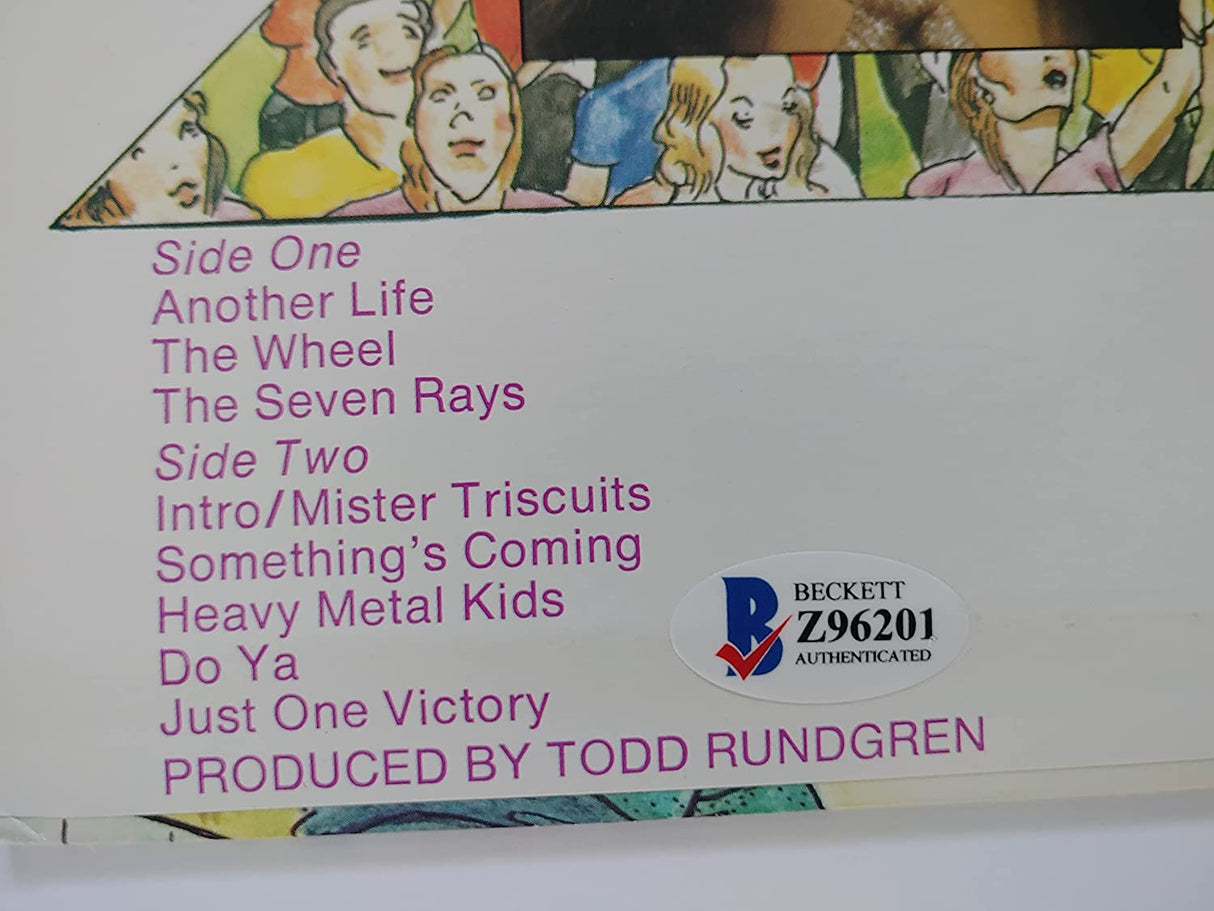 Side One
Another Life
The Wheel
The Seven Rays
Side Two
Intro/Mister Triscuits
Something's Coming
Heavy Metal Kids
Do Ya
Just One Victory
PRODUCED BY TODD RUNDGREN
B
BECKETT
Z96201
AUTHENTICATED